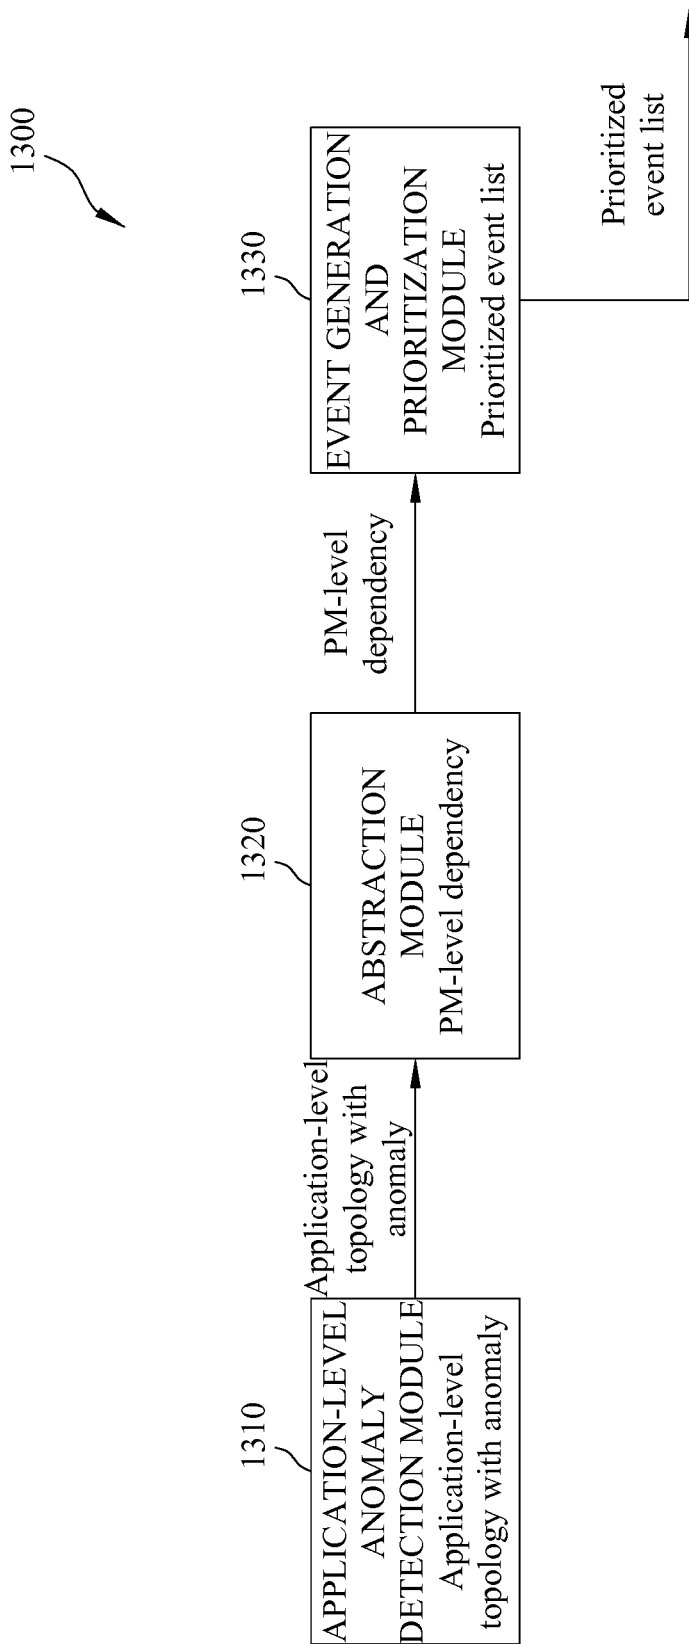 1300
1310
APPLICATION-LEVEL
ANOMALY
DETECTION MODULE
Application-level
topology with anomaly
Application-level
topology with
anomaly
1320
ABSTRACTION
MODULE
PM-level dependency
PM-level
dependency
1330
EVENT GENERATION
AND
PRIORITIZATION
MODULE
Prioritized event list
Prioritized
event list